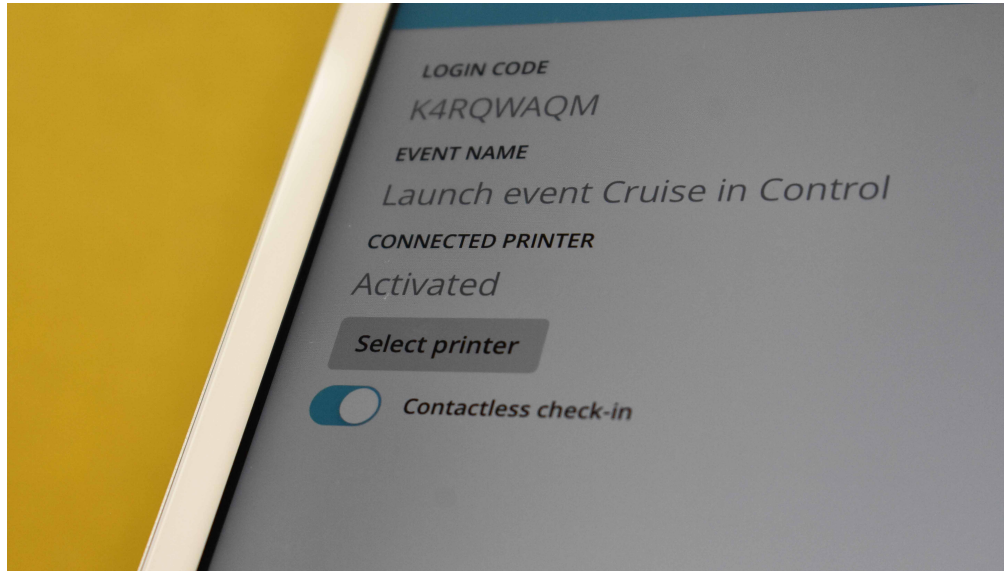 LOGIN CODE
K4RQWAQM
EVENT NAME
Launch event Cruise in Control
CONNECTED PRINTER
Activated
Select printer
Contactless check-in